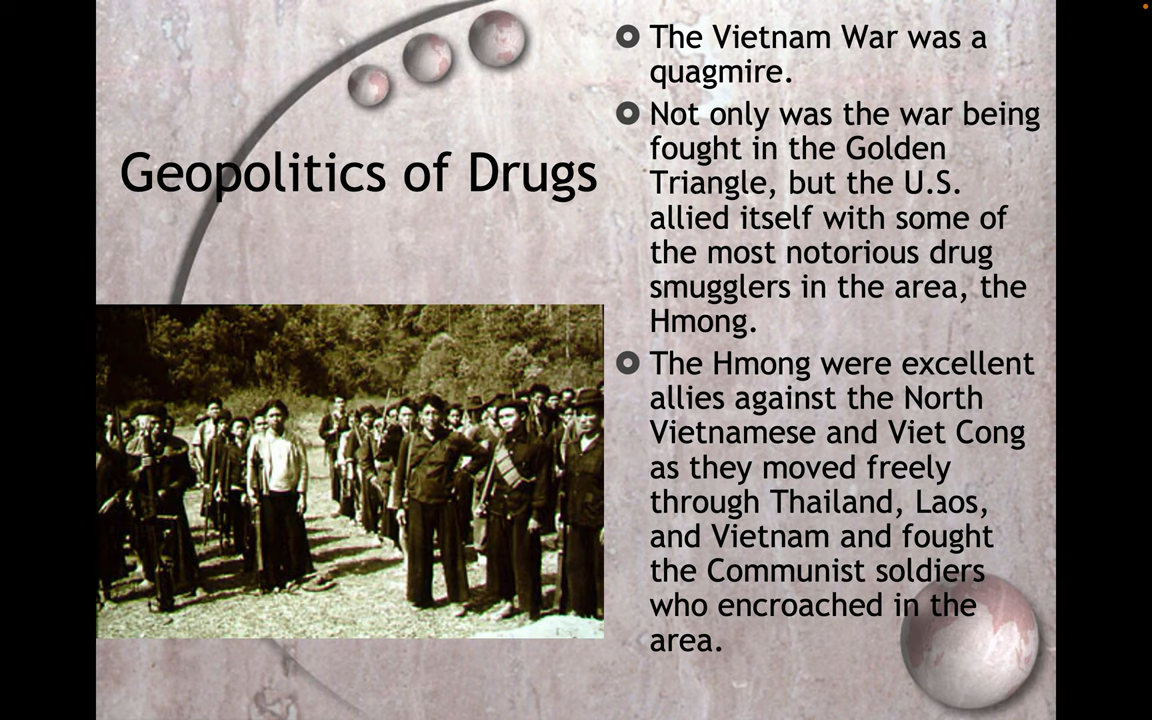 Geopolitics of Drugs
The Vietnam War was a
quagmire.
Not only was the war being
fought in the Golden
Triangle, but the U.S.
allied itself with some of
the most notorious drug
smugglers in the area, the
Hmong.
The Hmong were excellent
allies against the North
Vietnamese and Viet Cong
as they moved freely
through Thailand, Laos,
and Vietnam and fought
the Communist soldiers
who encroached in the
area.